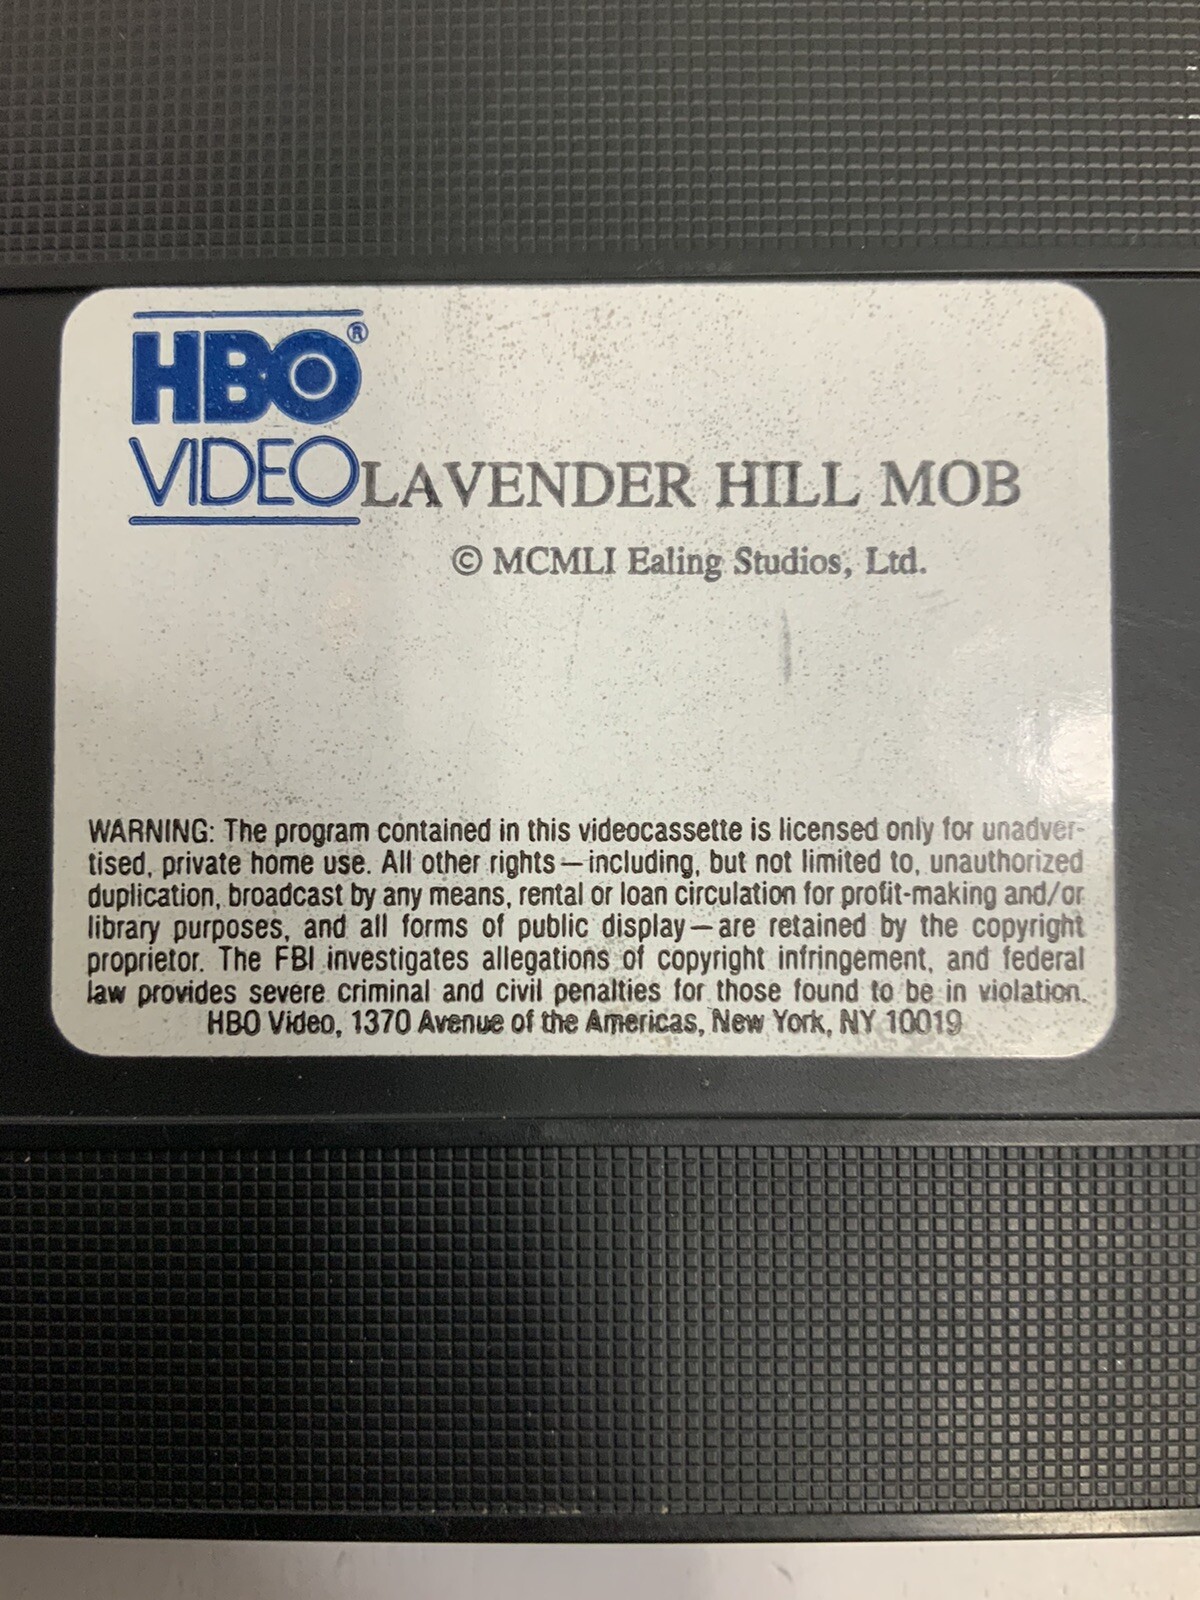 HBO®
VIDEO
LAVENDER HILL MOB
© MCMLI Ealing Studios, Ltd.
WARNING: The program contained in this videocassette is licensed only for unadver-
tised, private home use. All other rights—including, but not limited to, unauthorized
duplication, broadcast by any means, rental or loan circulation for profit-making and/or
library purposes, and all forms of public display—are retained by the copyright
proprietor. The FBI investigates allegations of copyright infringement, and federal
law provides severe criminal and civil penalties for those found to be in violation.
HBO Video, 1370 Avenue of the Americas, New York, NY 10019